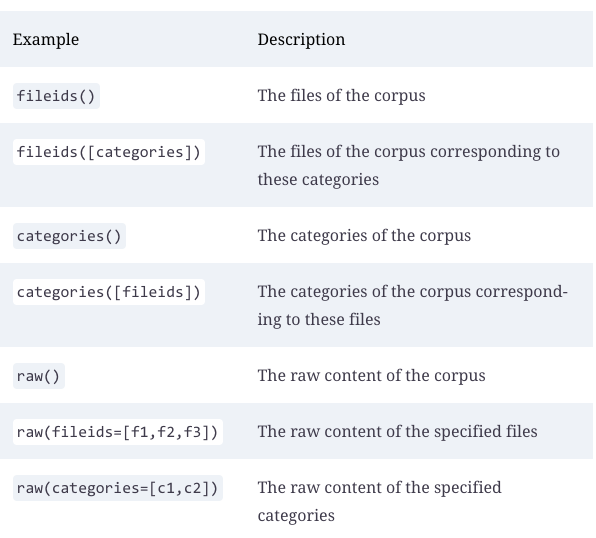 Example Description
fileids() The files of the corpus
fileids([categories]) The files of the corpus corresponding to
these categories
categories() The categories of the corpus
categories([fileids]) The categories of the corpus correspond-
ing to these files
raw() The raw content of the corpus
raw(fileids=[f1,f2,f3]) The raw content of the specified files
raw(categories=[c1,c2]) The raw content of the specified
categories